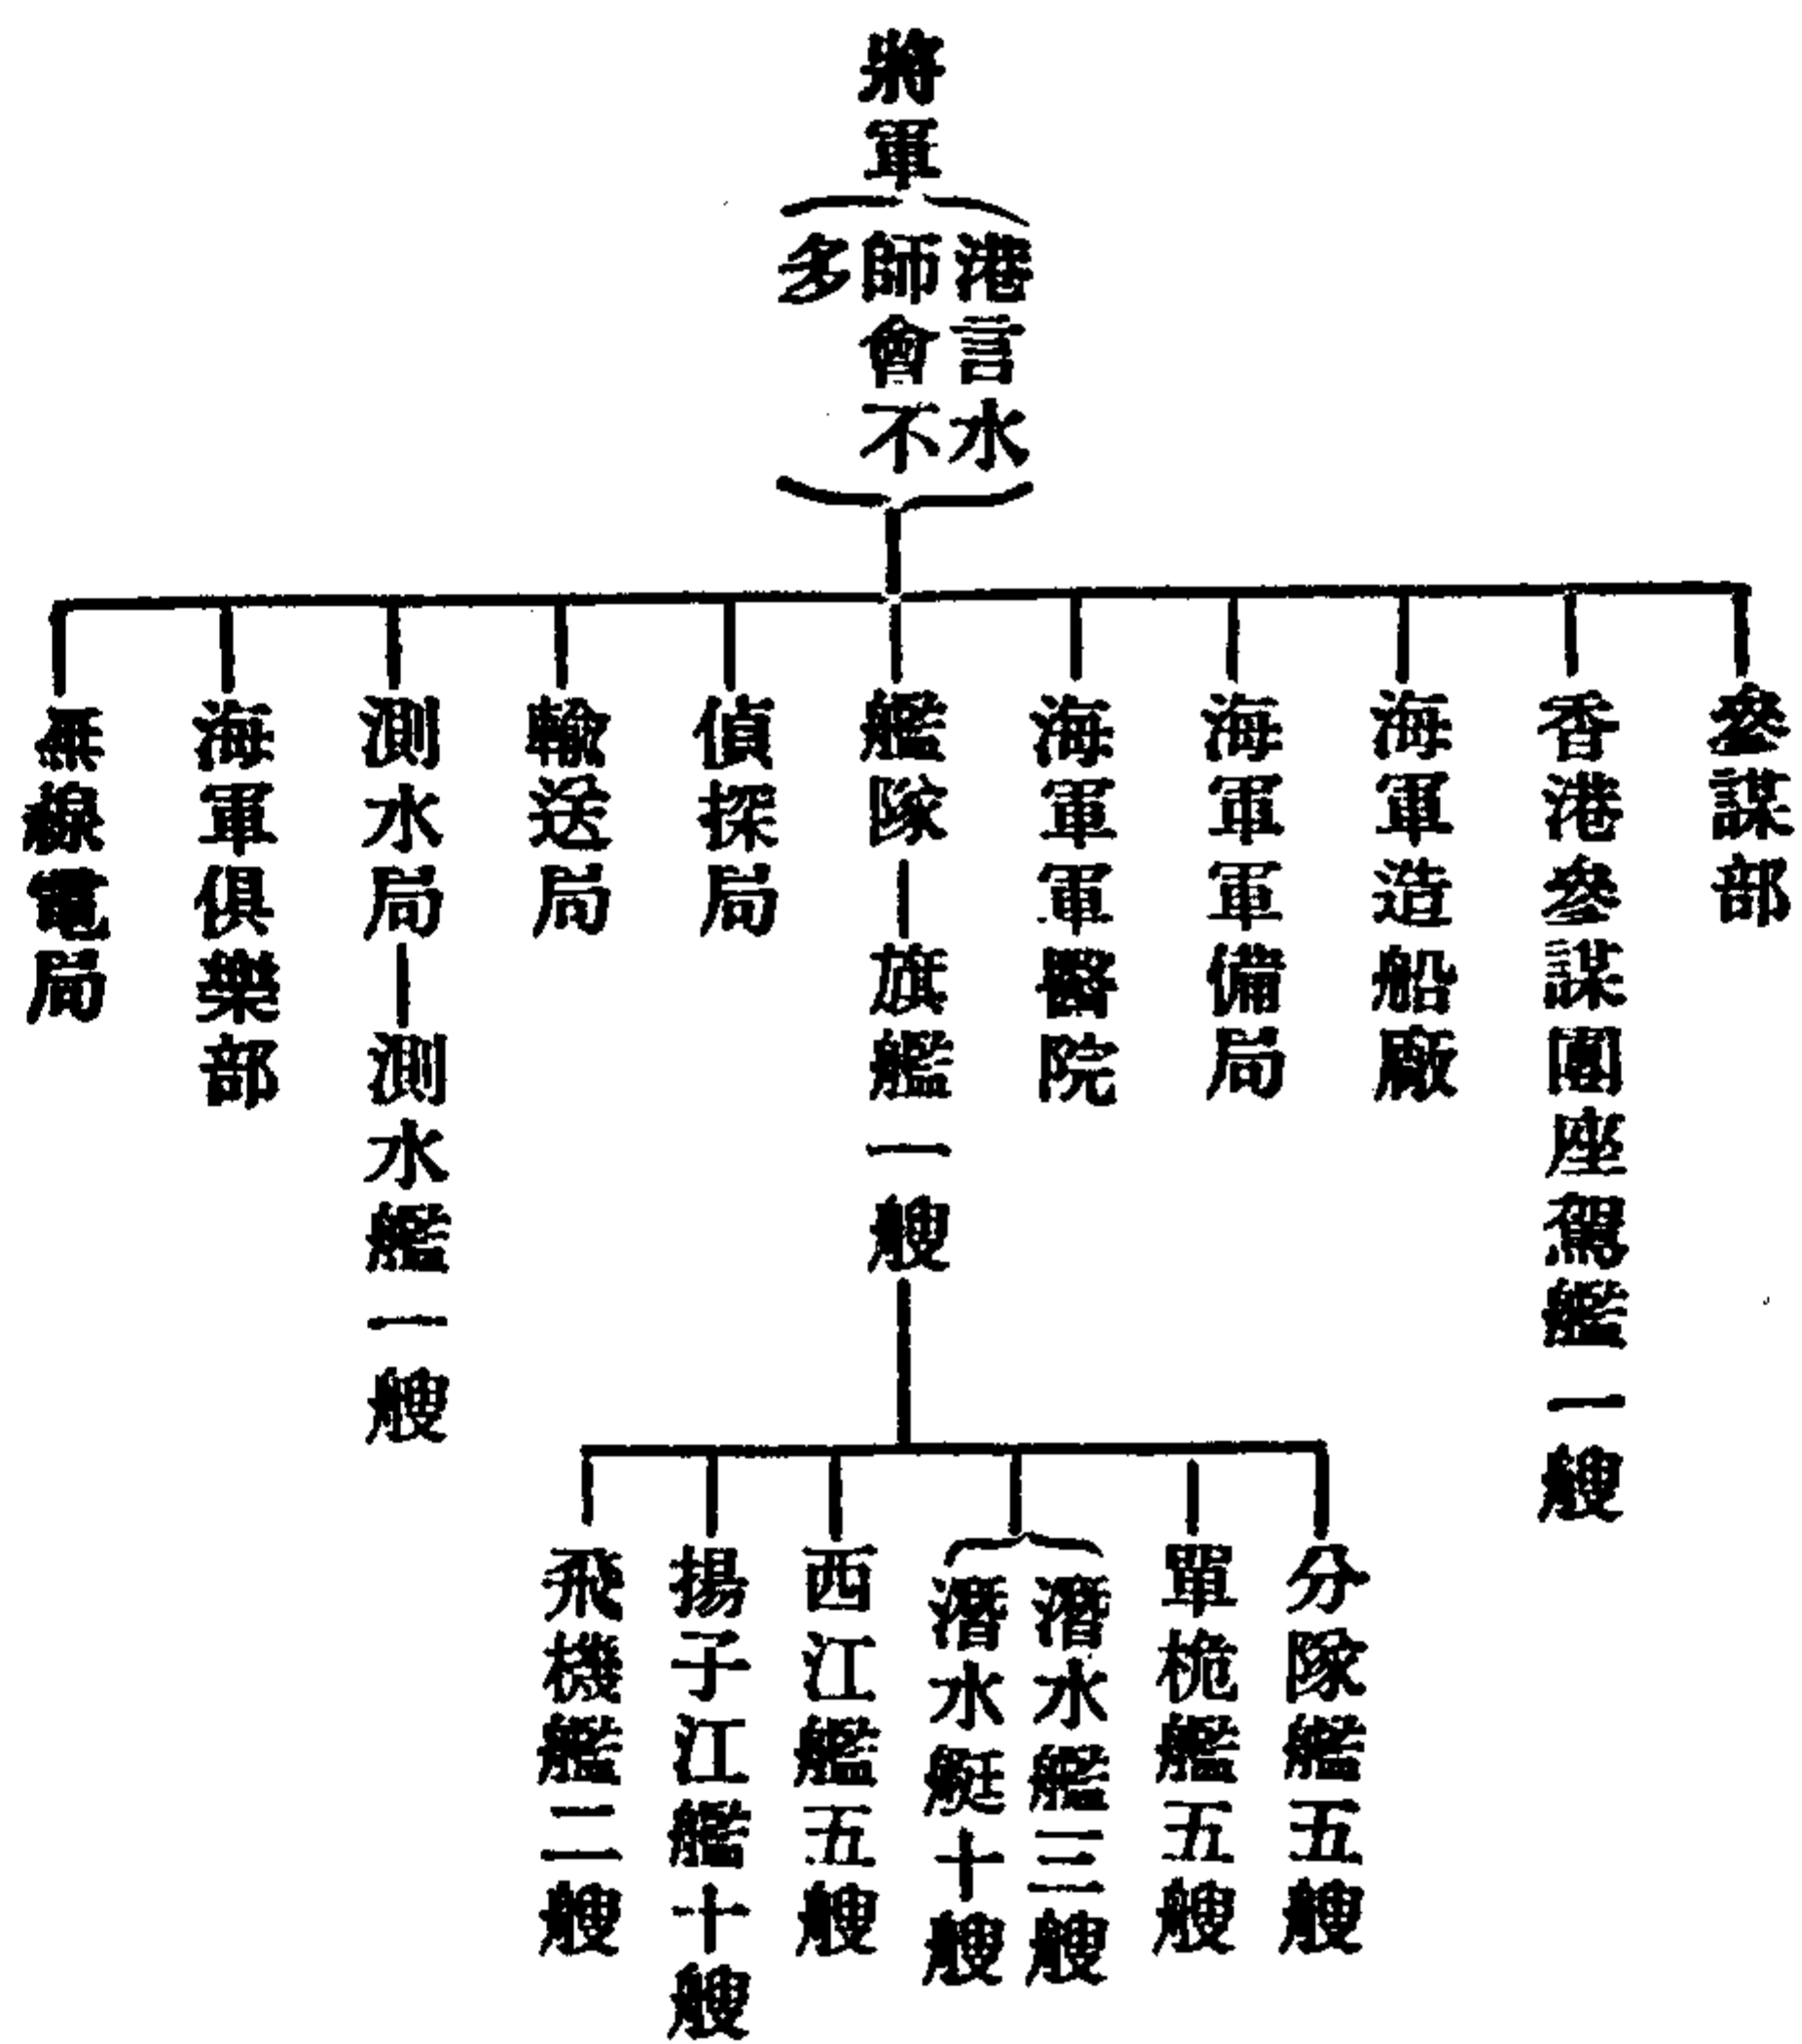 將軍
港言水
師會不
多
參謀部
香港參謀團座駕艦一艘
海軍造船廠
海軍軍備局
海軍軍醫院
艦隊—旗艦一艘
偵探局
輸送局
測水局—測水艦一艘
海軍俱樂部
無線電局
分隊艦五艘
單桅艦五艘
潛水艦三艘
潛水艇十艘
西江艦五艘
揚子江艦十艘
飛機艦二艘